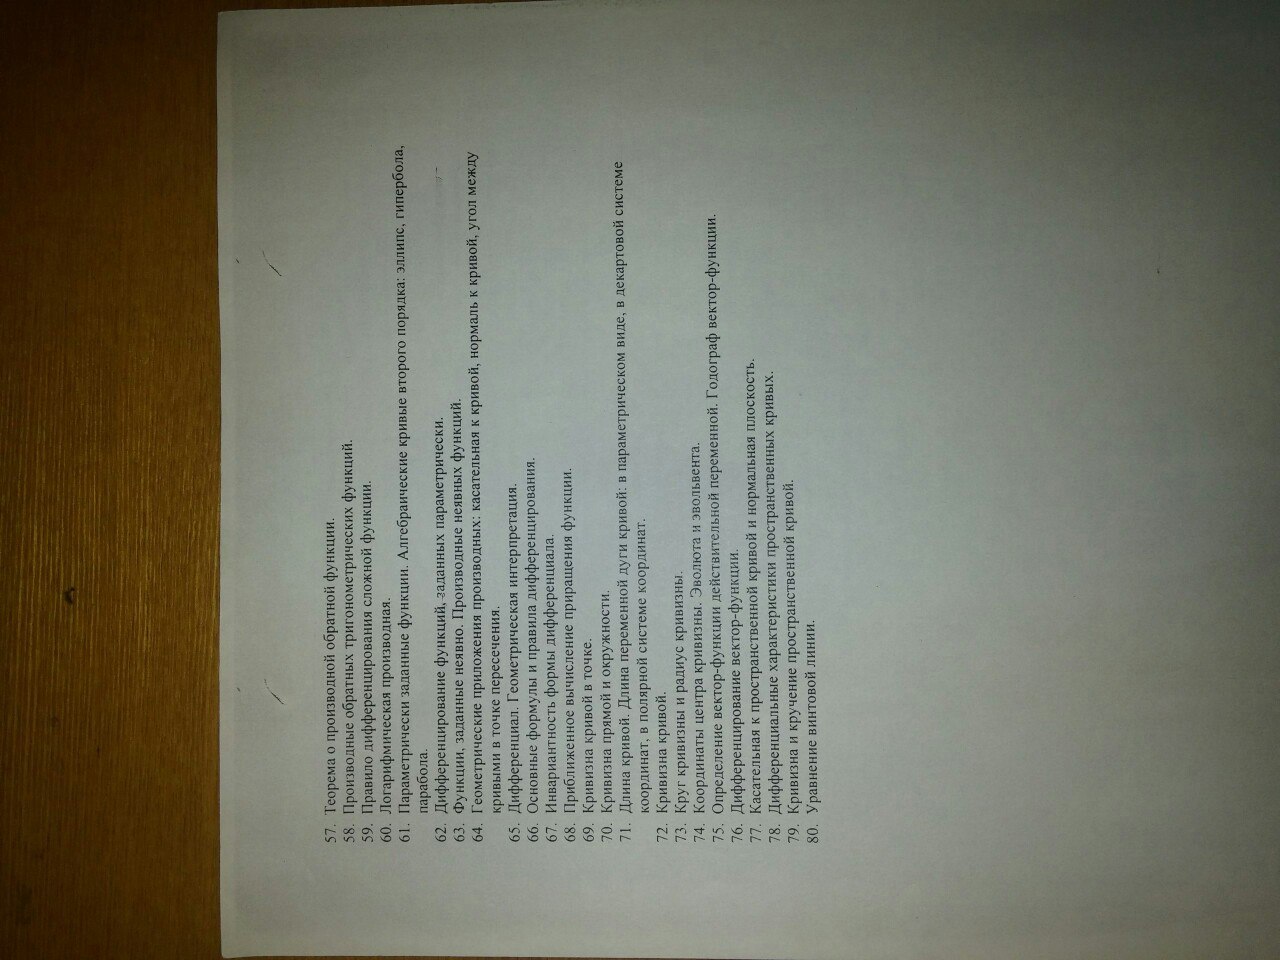 57. Теорема о производной обратной функции.
58. Производные обратных тригонометрических функций.
59. Правило дифференцирования сложной функции.
60. Логарифмическая производная.
61. Параметрически заданные функции. Алгебраические кривые второго порядка: эллипс, гипербола,
парабола.
62. Дифференцирование функций, заданных параметрически.
63. Функции, заданные неявно. Производные неявных функций.
64. Геометрические приложения производных: касательная к кривой, нормаль к кривой, угол между
кривыми в точке пересечения.
65. Дифференциал. Геометрическая интерпретация.
66. Основные формулы и правила дифференцирования.
67. Инвариантность формы дифференциала.
68. Приближенное вычисление приращения функции.
69. Кривизна кривой в точке.
70. Кривизна прямой и окружности.
71. Длина кривой. Длина переменной дуги кривой: в параметрическом виде, в декартовой системе
координат, в полярной системе координат.
72. Кривизна кривой.
73. Круг кривизны и радиус кривизны.
74. Координаты центра кривизны. Эволюта и эвольвента.
75. Определение вектор-функции действительной переменной. Годограф вектор-функции.
76. Дифференцирование вектор-функции.
77. Касательная к пространственной кривой и нормальная плоскость.
78. Дифференциальные характеристики пространственных кривых.
79. Кривизна и кручение пространственной кривой.
80. Уравнение винтовой линии.